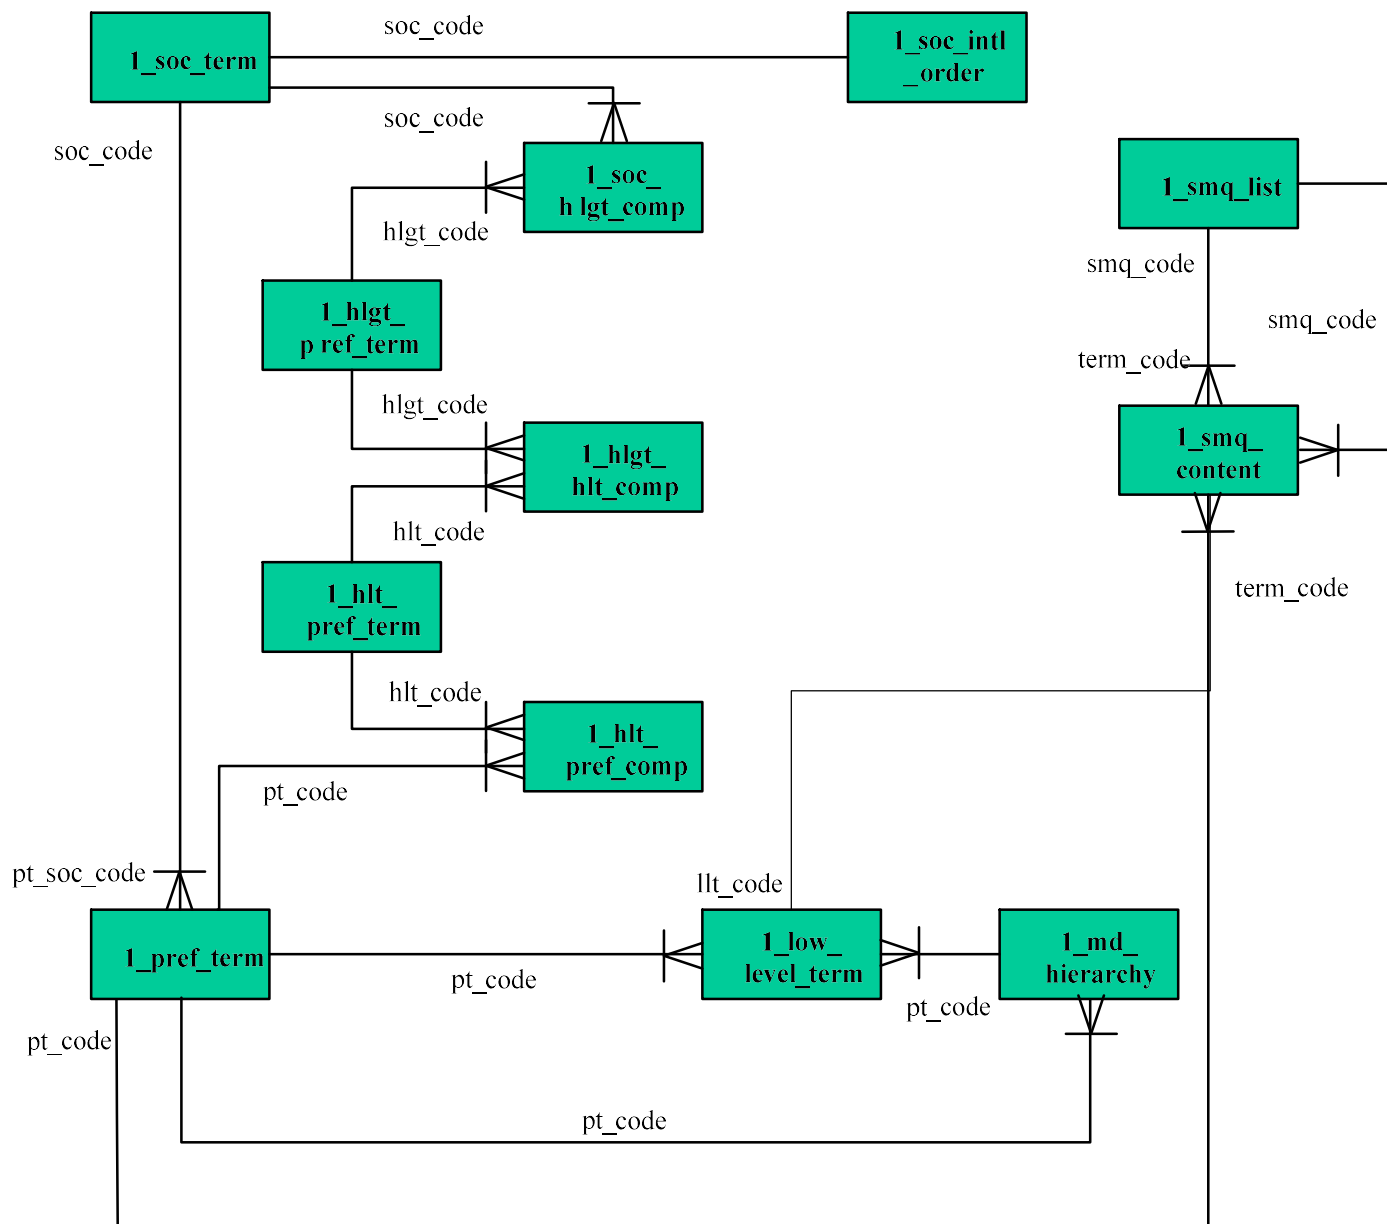 soc_code
1_soc_term
1_soc_intl
_order
soc_code
soc_code
1_soc_
h lgt_comp
1_smq_list
hlgt_code
smq_code
smq_code
1_hlgt_
p ref_term
term_code
hlgt_code
1_hlgt_
hlt_comp
1_smq_
content
hlt_code
1_hlt_
pref_term
term_code
hlt_code
1_hlt_
pref_comp
pt_code
pt_soc_code
llt_code
1_pref_term
1_low_
level_term
1_md_
hierarchy
pt_code
pt_code
pt_code
pt_code